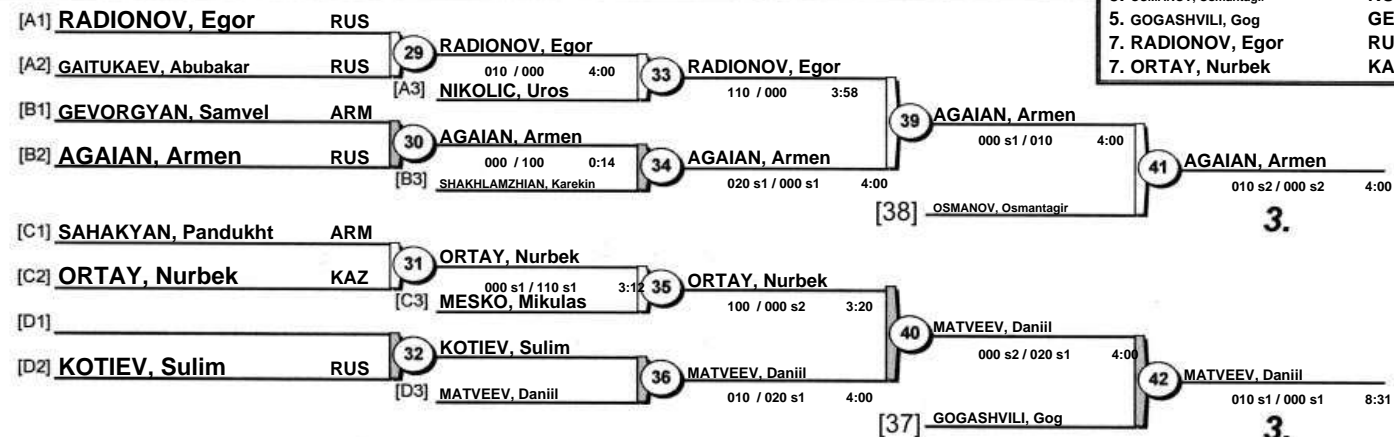 5. GOGASHVILI, Gog GE
7. RADIONOV, Egor RU
7. ORTAY, Nurbek KA
[A1] RADIONOV, Egor RUS
[A2] GAITUKAEV, Abubakar RUS
29
RADIONOV, Egor
010 / 000 4:00
[A3] NIKOLIC, Uros
33
RADIONOV, Egor
110 / 000 3:58
[B1] GEVORGYAN, Samvel ARM
[B2] AGAIAN, Armen RUS
30
AGAIAN, Armen
000 / 100 0:14
[B3] SHAKHLAMZHIAN, Karekin
34
AGAIAN, Armen
020 s1 / 000 s1 4:00
39
AGAIAN, Armen
000 s1 / 010 4:00
[38] OSMANOV, Osmantagir
41
AGAIAN, Armen
010 s2 / 000 s2 4:00
3.
[C1] SAHAKYAN, Pandukht ARM
[C2] ORTAY, Nurbek KAZ
31
ORTAY, Nurbek
000 s1 / 110 s1 3:12
[C3] MESKO, Mikulas
35
ORTAY, Nurbek
100 / 000 s2 3:20
[D1]
[D2] KOTIEV, Sulim RUS
32
KOTIEV, Sulim
[D3] MATVEEV, Daniil
36
MATVEEV, Daniil
010 / 020 s1 4:00
40
MATVEEV, Daniil
000 s2 / 020 s1 4:00
[37] GOGASHVILI, Gog
42
MATVEEV, Daniil
010 s1 / 000 s1 8:31
3.